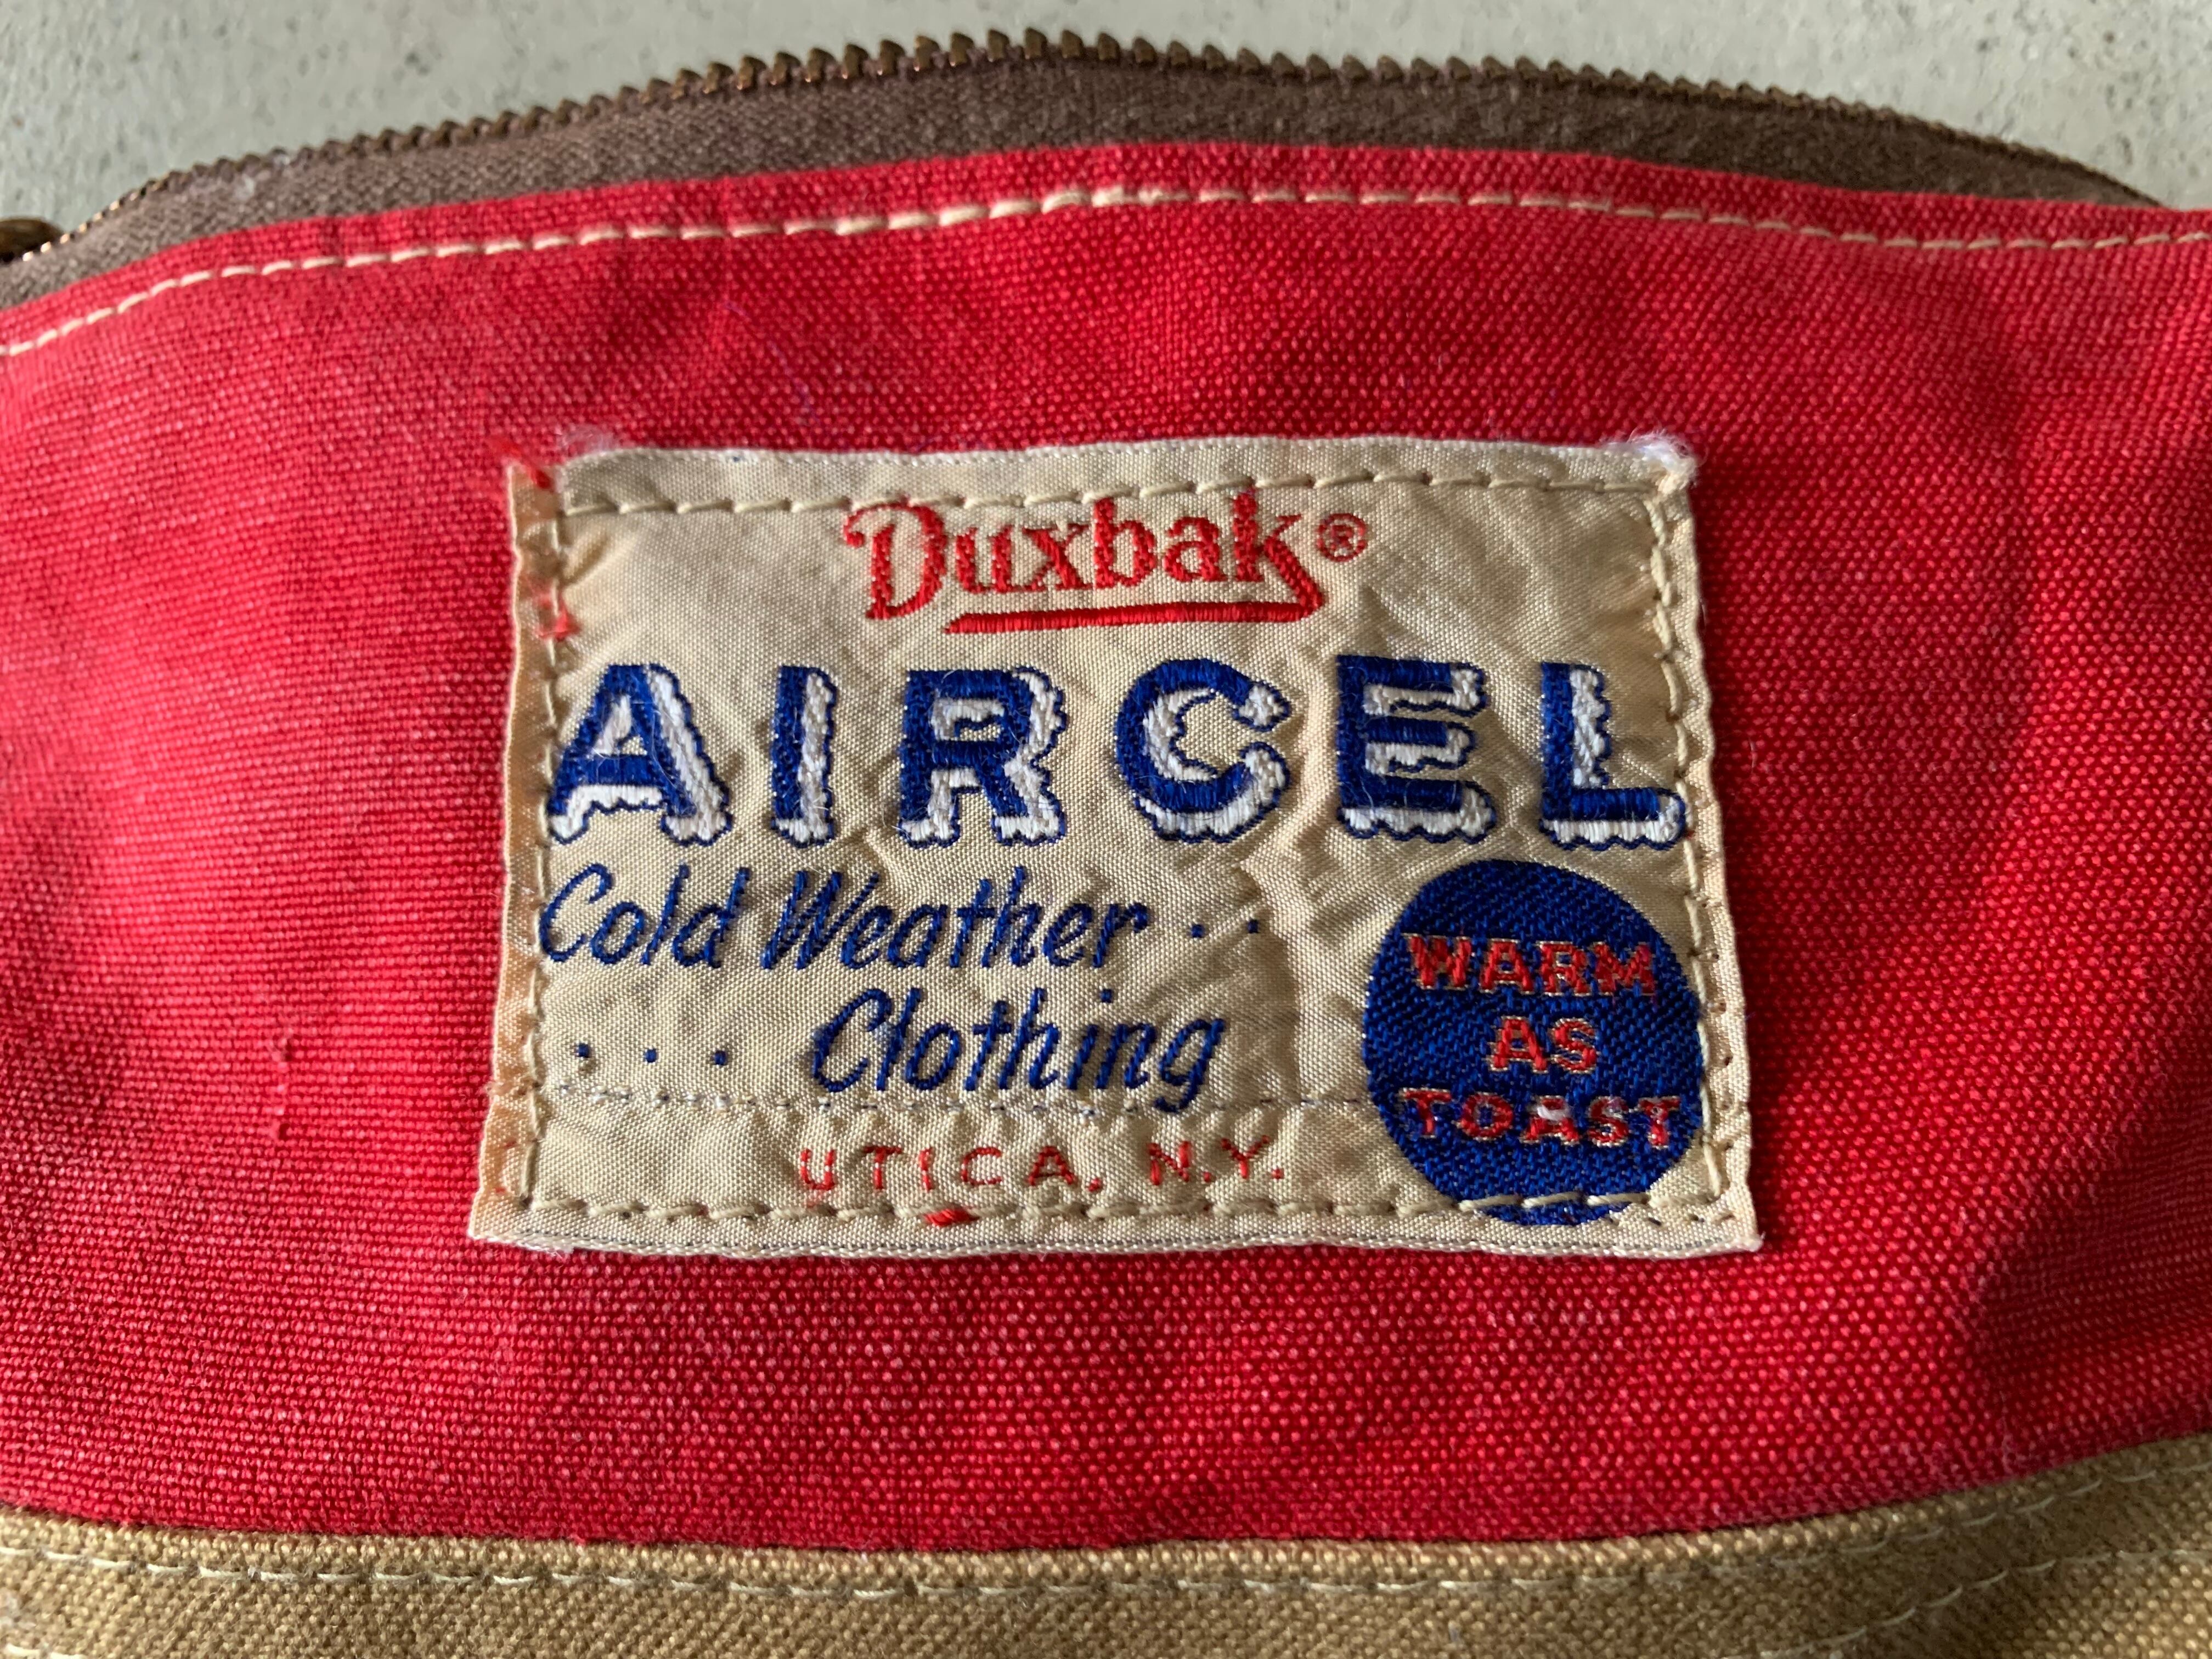 Duxbak®
AIRCEL
Cold Weather . .
. . . Clothing
WARM
AS
TOAST
UTICA, N.Y.